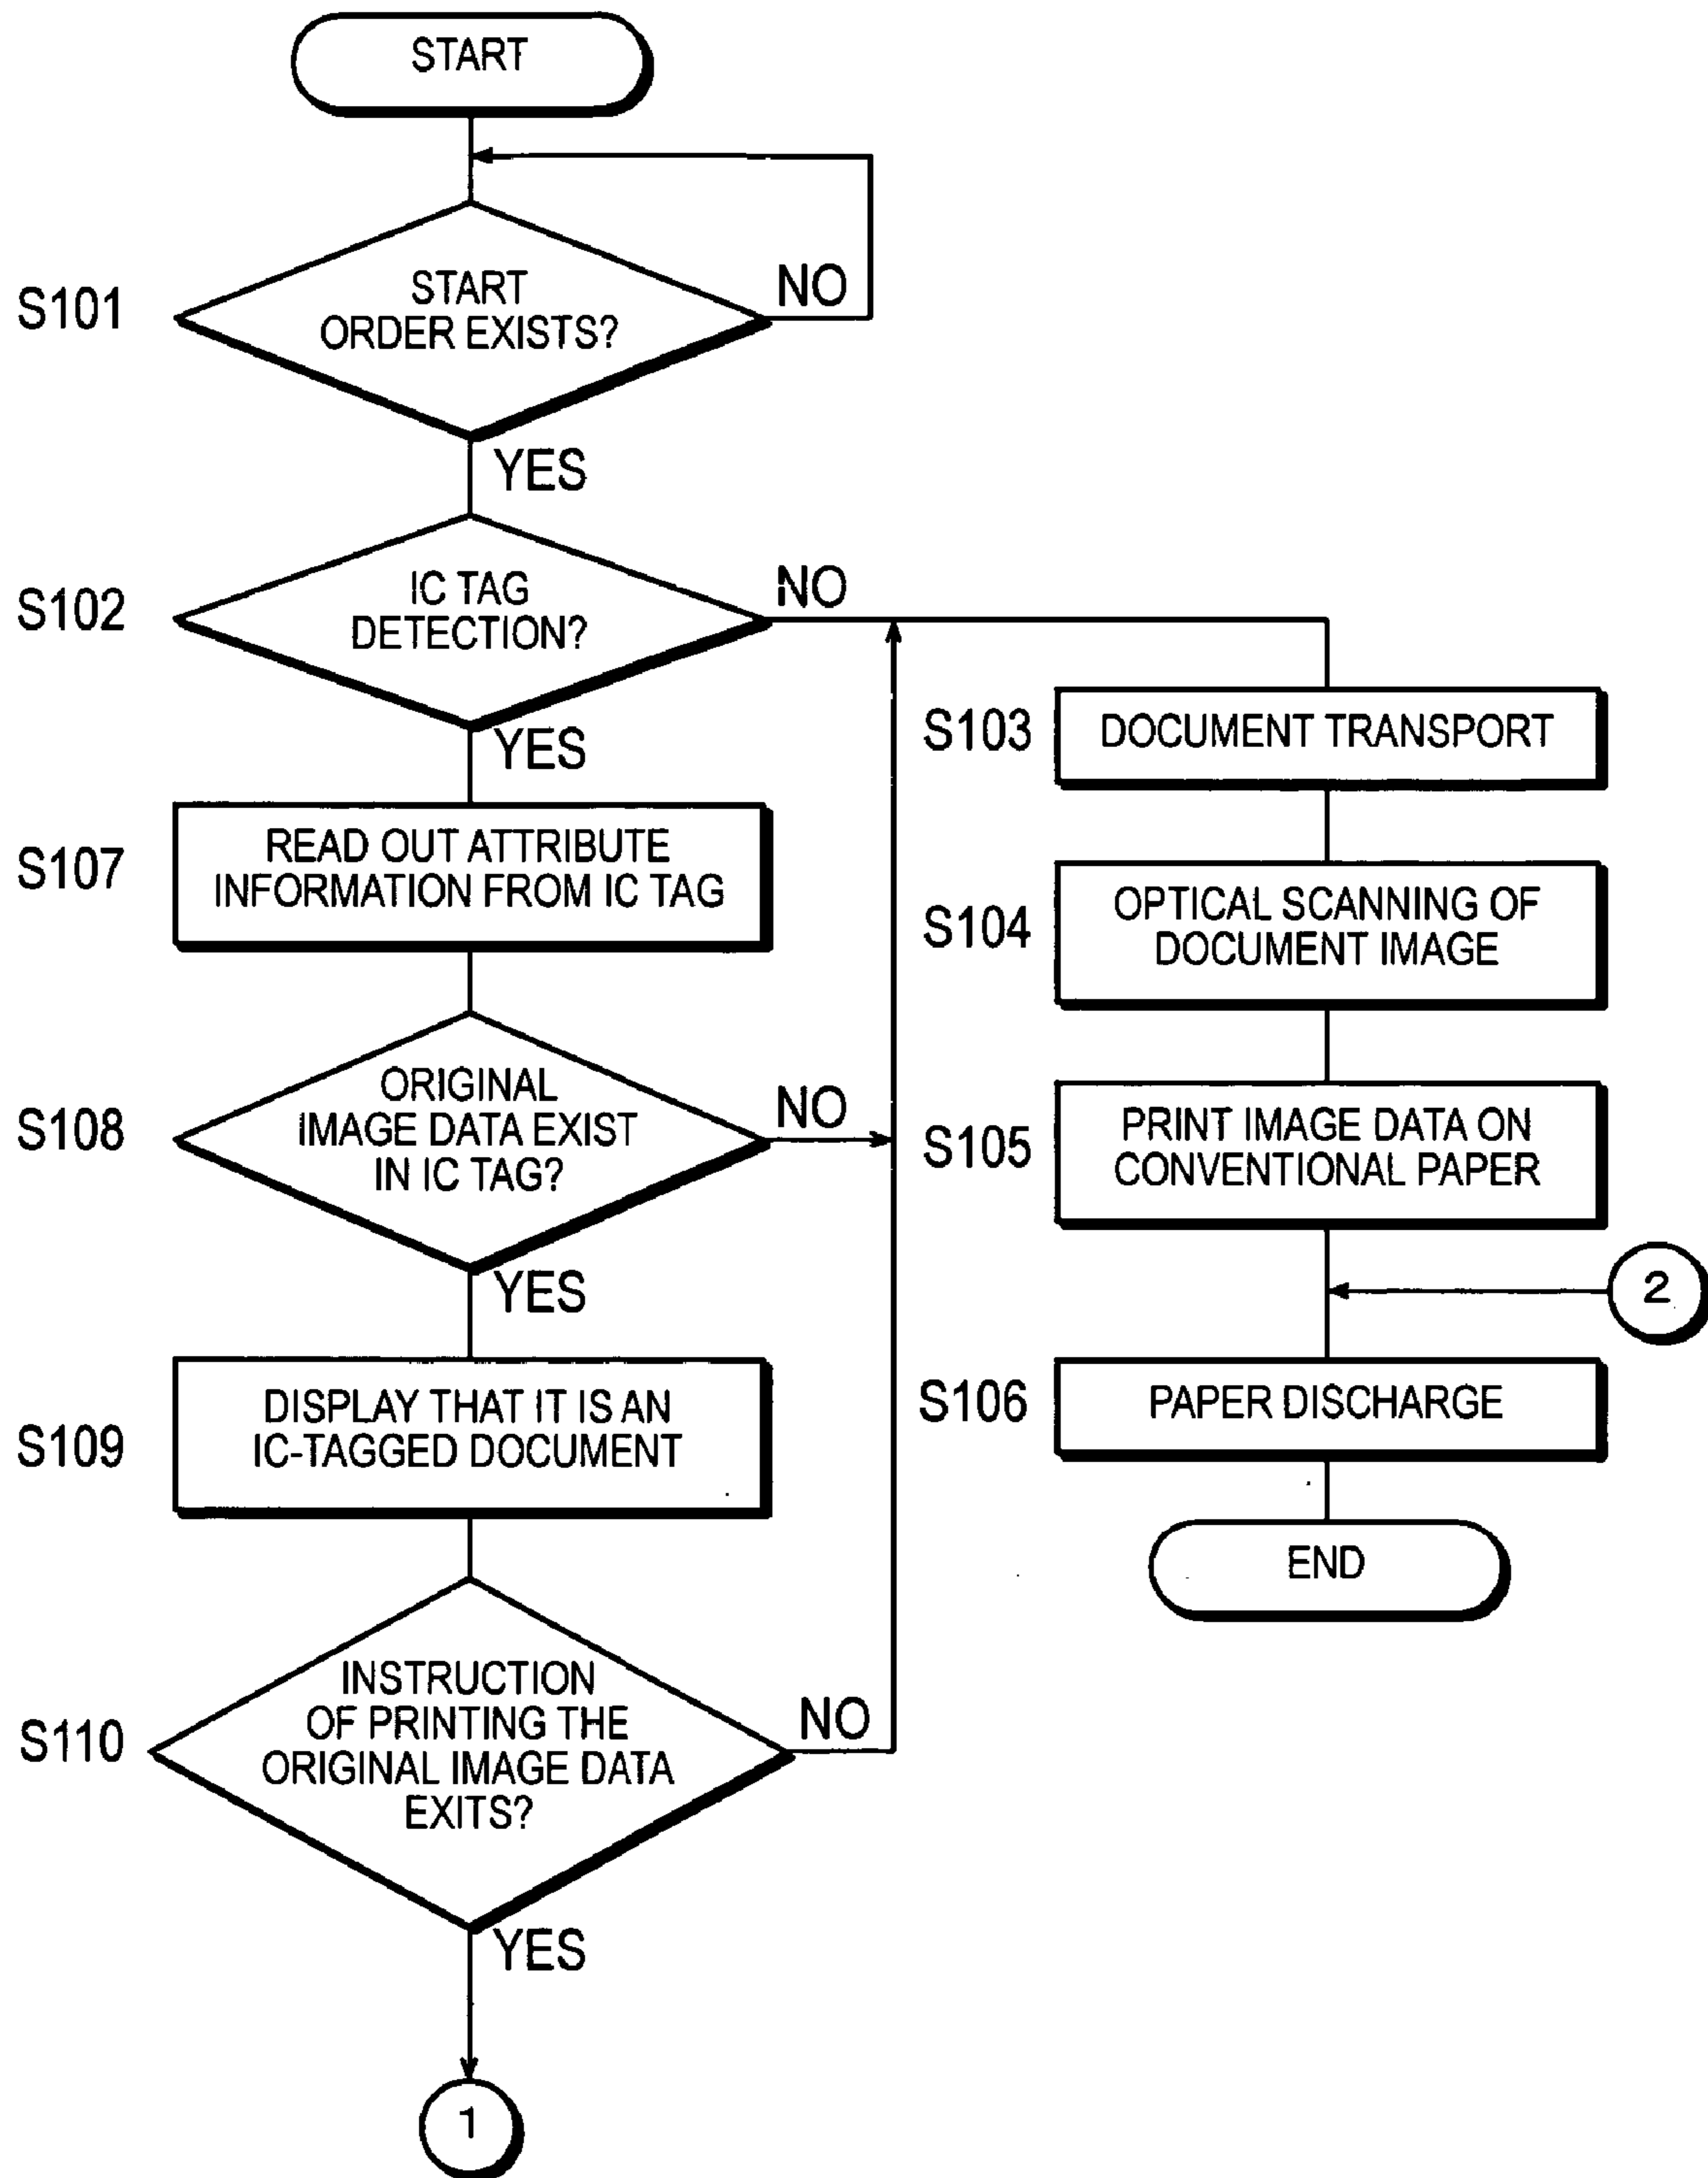 START
S101
START
ORDER EXISTS?
NO
YES
S102
IC TAG
DETECTION?
NO
YES
S107
READ OUT ATTRIBUTE
INFORMATION FROM IC TAG
S108
ORIGINAL
IMAGE DATA EXIST
IN IC TAG?
NO
YES
S109
DISPLAY THAT IT IS AN
IC-TAGGED DOCUMENT
S110
INSTRUCTION
OF PRINTING THE
ORIGINAL IMAGE DATA
EXITS?
NO
YES
1
S103
DOCUMENT TRANSPORT
S104
OPTICAL SCANNING OF
DOCUMENT IMAGE
S105
PRINT IMAGE DATA ON
CONVENTIONAL PAPER
2
S106
PAPER DISCHARGE
END